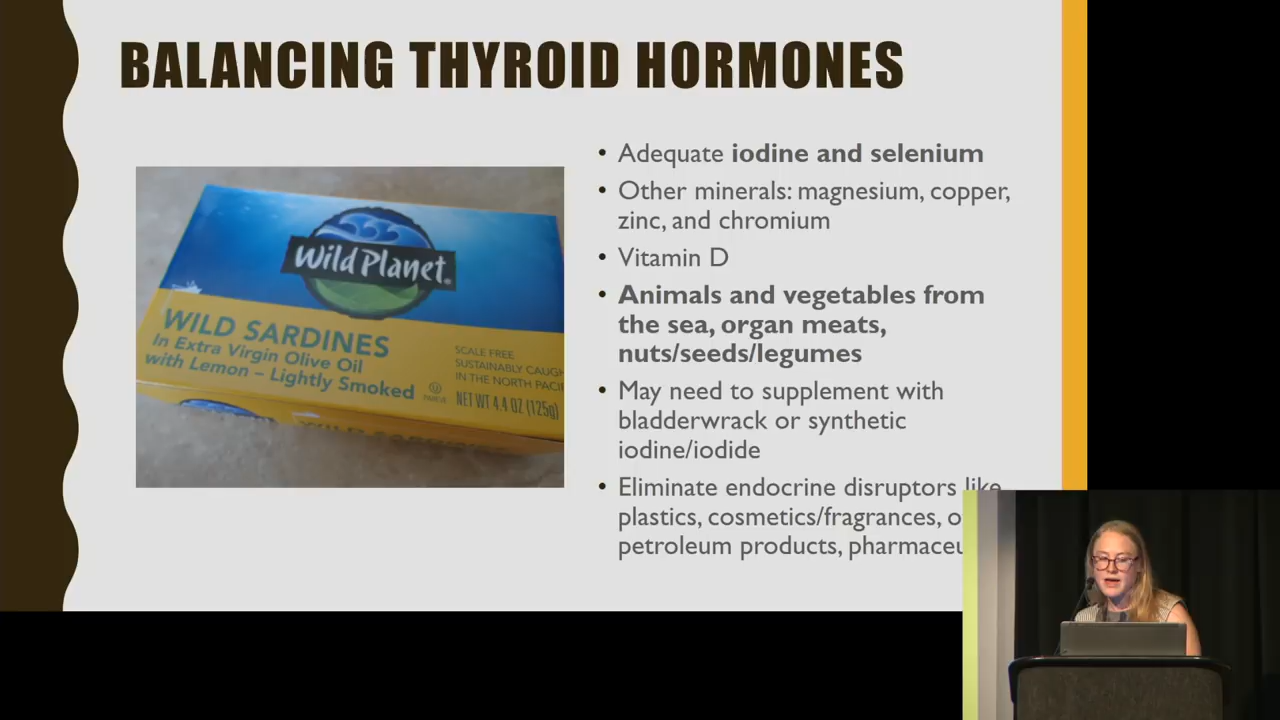 BALANCING THYROID HORMONES
Wild Planet®
WILD SARDINES
In Extra Virgin Olive Oil
with Lemon – Lightly Smoked
SCALE FREE
SUSTAINABLY
IN THE NORTH
NET WT 4.4 OZ (125g)
• Adequate iodine and selenium
• Other minerals: magnesium, copper,
zinc, and chromium
• Vitamin D
• Animals and vegetables from
the sea, organ meats,
nuts/seeds/legumes
• May need to supplement with
bladderwrack or synthetic
iodine/iodide
• Eliminate endocrine disruptors like
plastics, cosmetics/fragrances,
petroleum products,